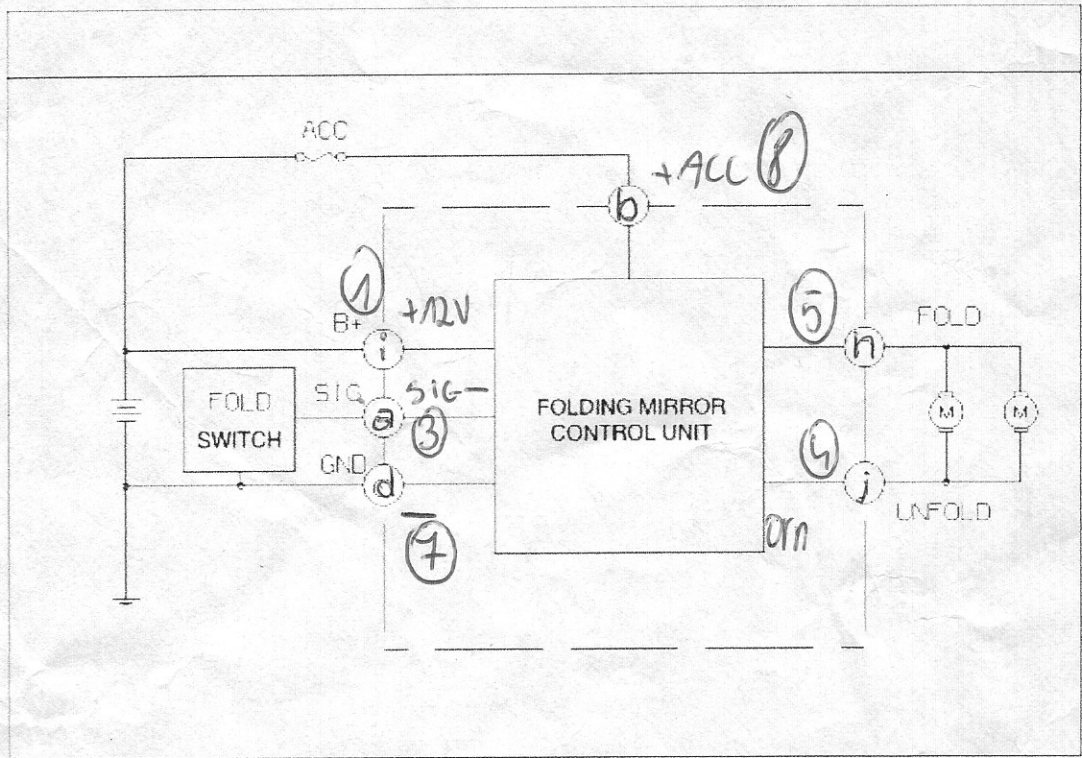 ACC
+ACC 8
b
1
B+ +12V
i
5
FOLD
n
FOLD
SWITCH
SIG SIG-
a
3
FOLDING MIRROR
CONTROL UNIT
M M
GND
d
-
7
4
j
UNFOLD
orn